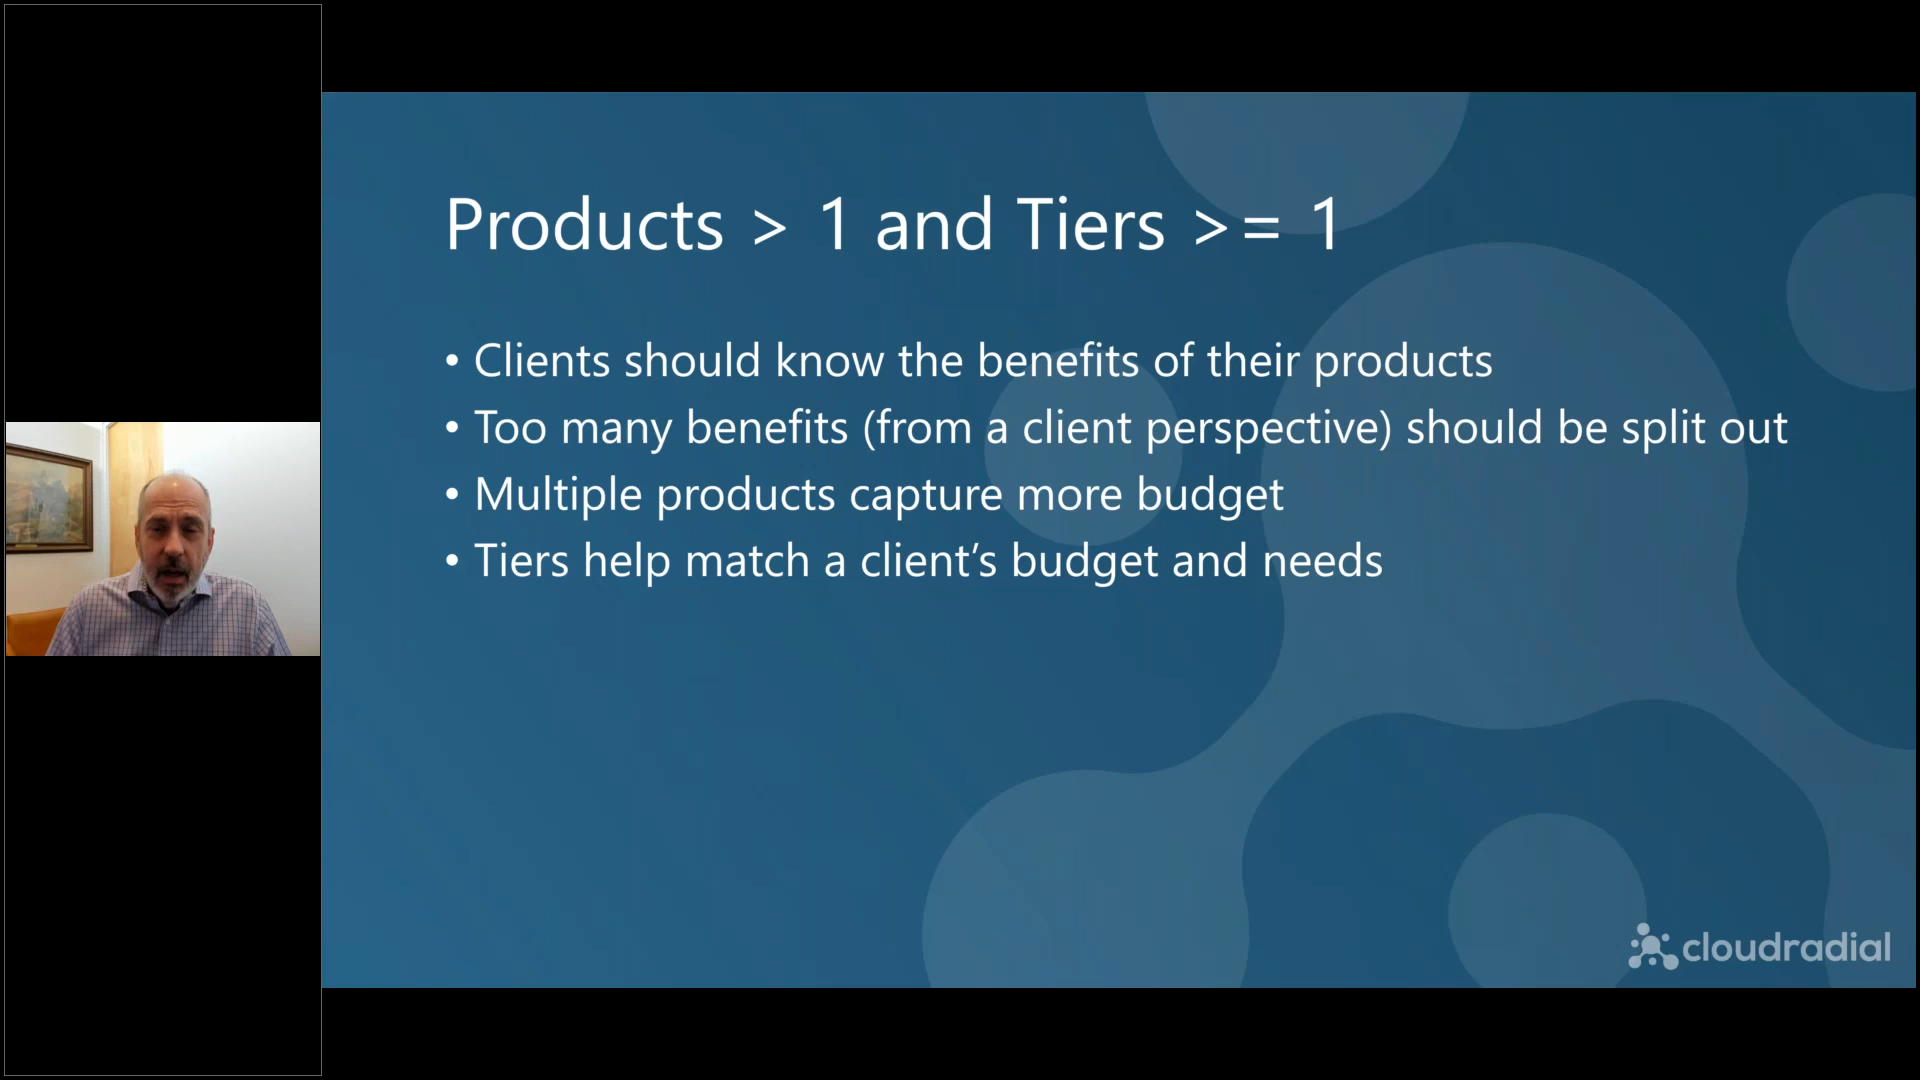 Products > 1 and Tiers >= 1
• Clients should know the benefits of their products
• Too many benefits (from a client perspective) should be split out
• Multiple products capture more budget
• Tiers help match a client’s budget and needs
cloudradial